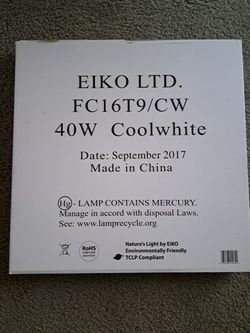 EIKO LTD.
FC16T9/CW
40W Coolwhite
Date: September 2017
Made in China
Hg - LAMP CONTAINS MERCURY.
Manage in accord with disposal Laws.
See: www.lamprecycle.org
RoHS
Nature's Light by EiKO
Environmentally Friendly
TCLP Compliant